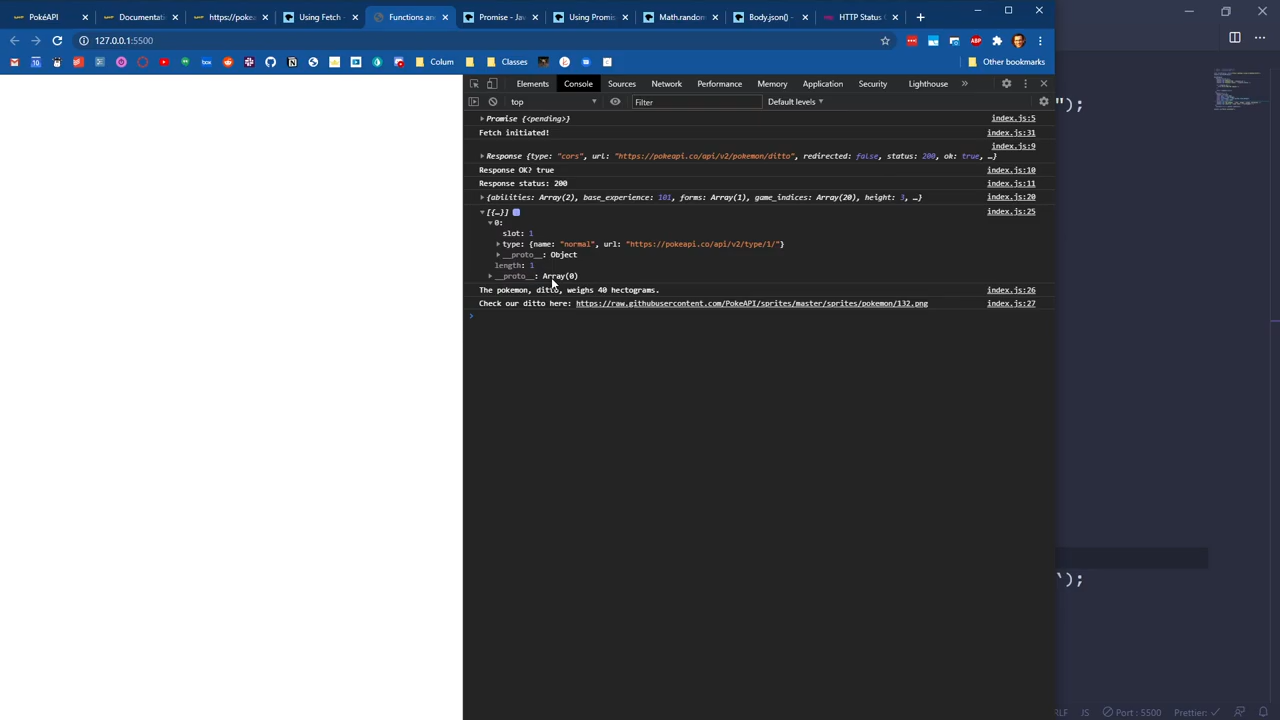 PokéAPI
Documentati
https://pokea
Using Fetch -
Functions an
Promise - Jav
Using Promis
Math.random
Body.json() -
HTTP Status C
127.0.0.1:5500
ABP
Colum
Classes
Other bookmarks
Elements Console Sources Network Performance Memory Application Security Lighthouse »
top Filter Default levels
Promise {<pending>} index.js:5
Fetch initiated! index.js:31
index.js:9
Response {type: "cors", url: "https://pokeapi.co/api/v2/pokemon/ditto", redirected: false, status: 200, ok: true, …}
Response OK? true index.js:10
Response status: 200 index.js:11
{abilities: Array(2), base_experience: 101, forms: Array(1), game_indices: Array(20), height: 3, …} index.js:20
[{…}] index.js:25
0:
slot: 1
type: {name: "normal", url: "https://pokeapi.co/api/v2/type/1/"}
__proto__: Object
length: 1
__proto__: Array(0)
The pokemon, ditto, weighs 40 hectograms. index.js:26
Check our ditto here: https://raw.githubusercontent.com/PokeAPI/sprites/master/sprites/pokemon/132.png index.js:27
");
`);
RLF JS Port : 5500 Prettier: ✓